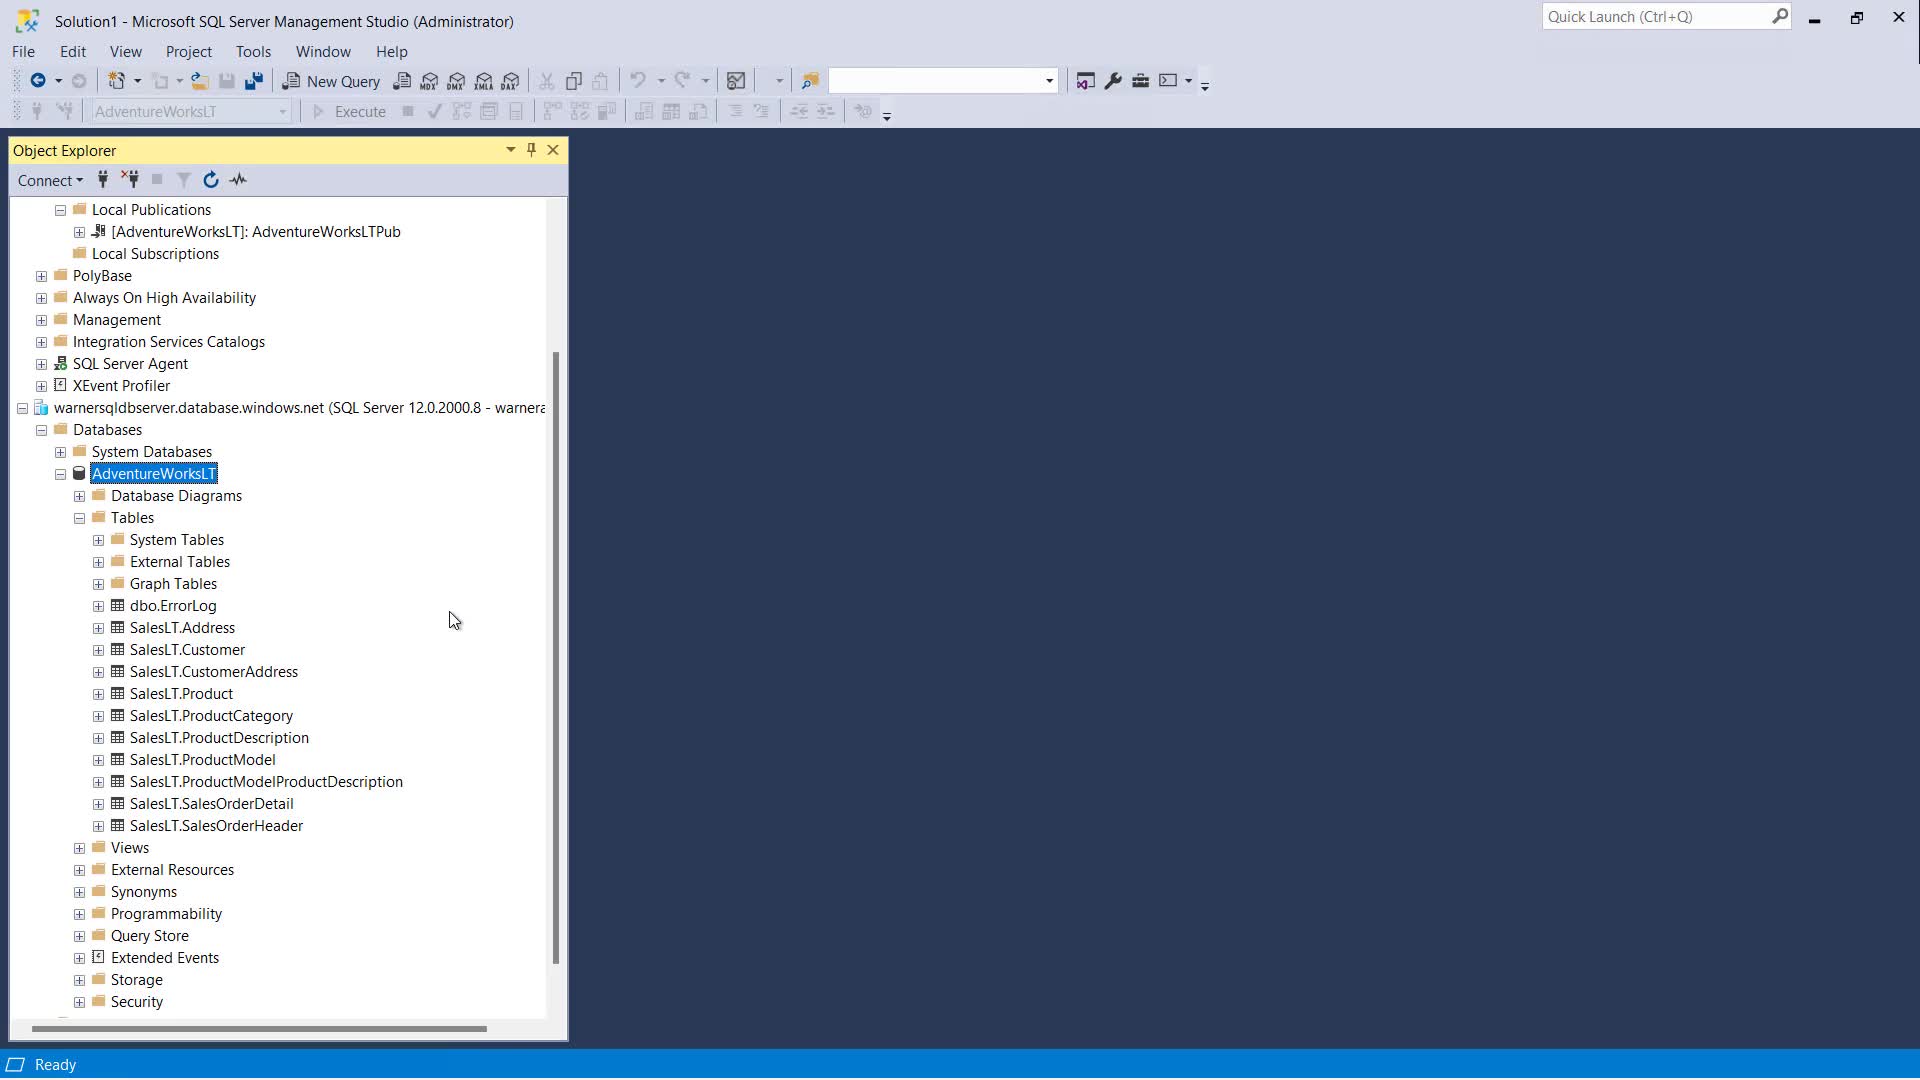 Solution1 - Microsoft SQL Server Management Studio (Administrator)
Quick Launch (Ctrl+Q)
File Edit View Project Tools Window Help
New Query MDX DMX XMLA DAX
AdventureWorksLT Execute
Object Explorer
Connect
Local Publications
[AdventureWorksLT]: AdventureWorksLTPub
Local Subscriptions
PolyBase
Always On High Availability
Management
Integration Services Catalogs
SQL Server Agent
XEvent Profiler
warnersqldbserver.database.windows.net (SQL Server 12.0.2000.8 - warnera
Databases
System Databases
AdventureWorksLT
Database Diagrams
Tables
System Tables
External Tables
Graph Tables
dbo.ErrorLog
SalesLT.Address
SalesLT.Customer
SalesLT.CustomerAddress
SalesLT.Product
SalesLT.ProductCategory
SalesLT.ProductDescription
SalesLT.ProductModel
SalesLT.ProductModelProductDescription
SalesLT.SalesOrderDetail
SalesLT.SalesOrderHeader
Views
External Resources
Synonyms
Programmability
Query Store
Extended Events
Storage
Security
Ready